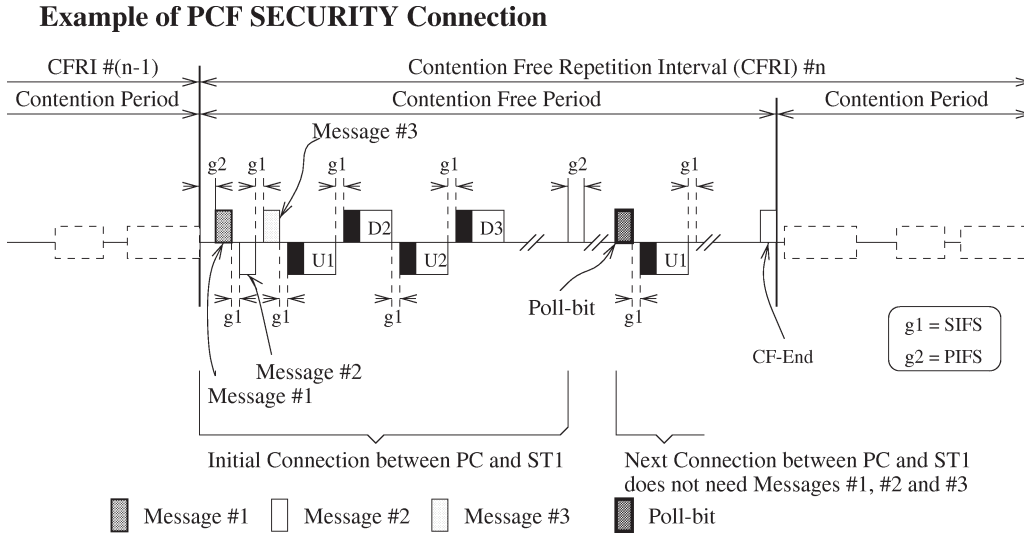 Example of PCF SECURITY Connection
CFRI #(n-1)
Contention Free Repetition Interval (CFRI) #n
Contention Period
Contention Free Period
Contention Period
Message #3
g2
g1
g1
g1
g2
g1
D2
D3
U1
U2
U1
Poll-bit
g1
g1
g1
g1
g1 = SIFS
g2 = PIFS
CF-End
Message #2
Message #1
Initial Connection between PC and ST1
Next Connection between PC and ST1
does not need Messages #1, #2 and #3
Message #1
Message #2
Message #3
Poll-bit